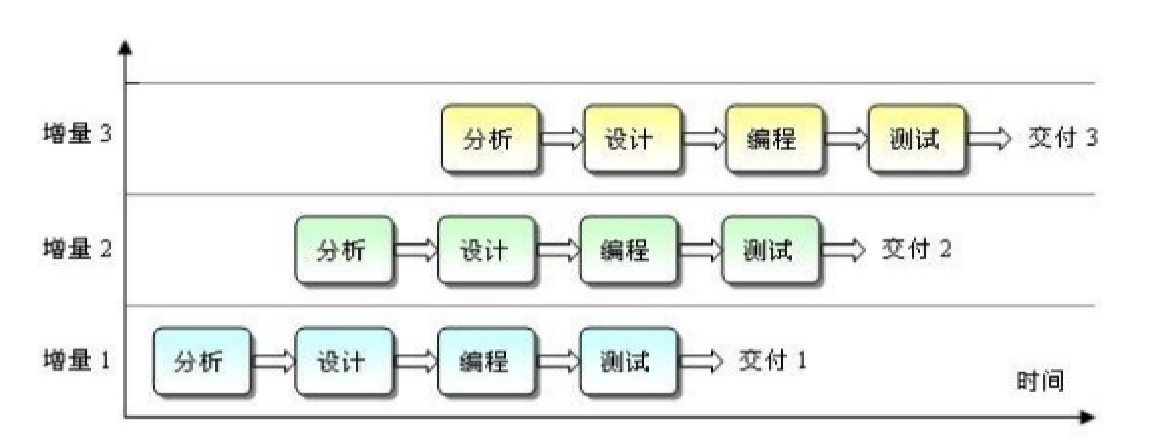 增量 3 分析 设计 编程 测试 交付 3
增量 2 分析 设计 编程 测试 交付 2
增量 1 分析 设计 编程 测试 交付 1
时间